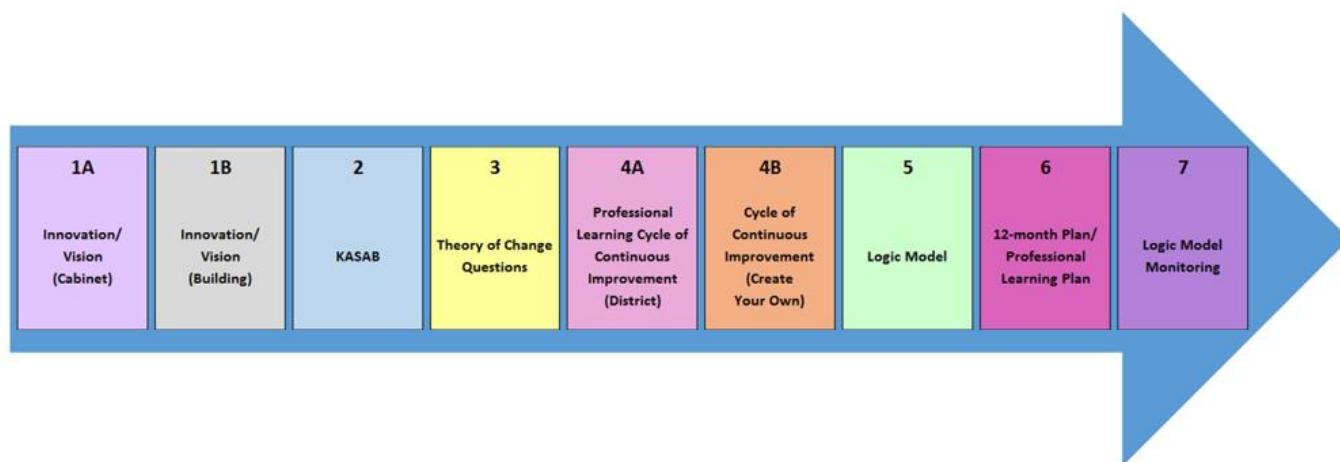 1A
Innovation/
Vision
(Cabinet)
1B
Innovation/
Vision
(Building)
2
KASAB
3
Theory of Change
Questions
4A
Professional
Learning Cycle of
Continuous
Improvement
(District)
4B
Cycle of
Continuous
Improvement
(Create
Your Own)
5
Logic Model
6
12-month Plan/
Professional
Learning Plan
7
Logic Model
Monitoring